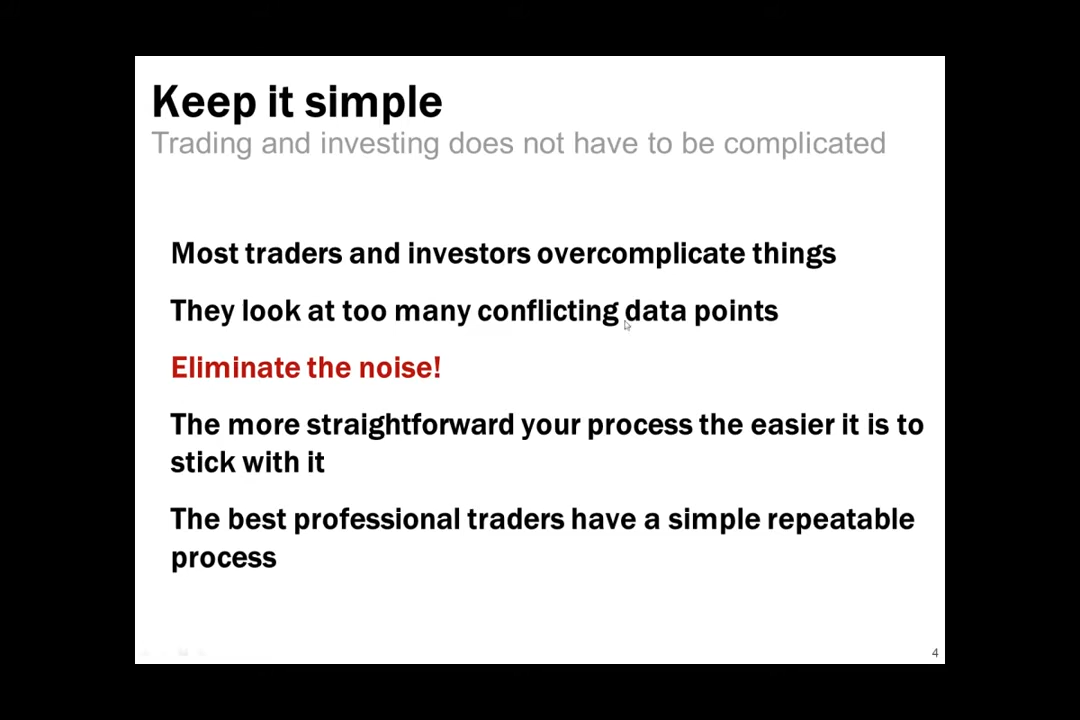 Keep it simple
Trading and investing does not have to be complicated
Most traders and investors overcomplicate things
They look at too many conflicting data points
Eliminate the noise!
The more straightforward your process the easier it is to
stick with it
The best professional traders have a simple repeatable
process
4